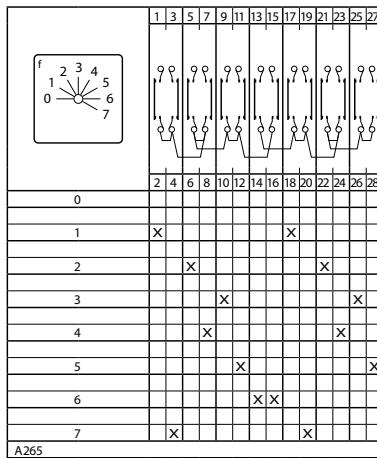 1 3 5 7 9 11 13 15 17 19 21 23 25 27
f
0 1 2 3 4 5 6 7
2 4 6 8 10 12 14 16 18 20 22 24 26 28
0
1 X X
2 X X
3 X X
4 X X
5 X X
6 X X
7 X X
A265